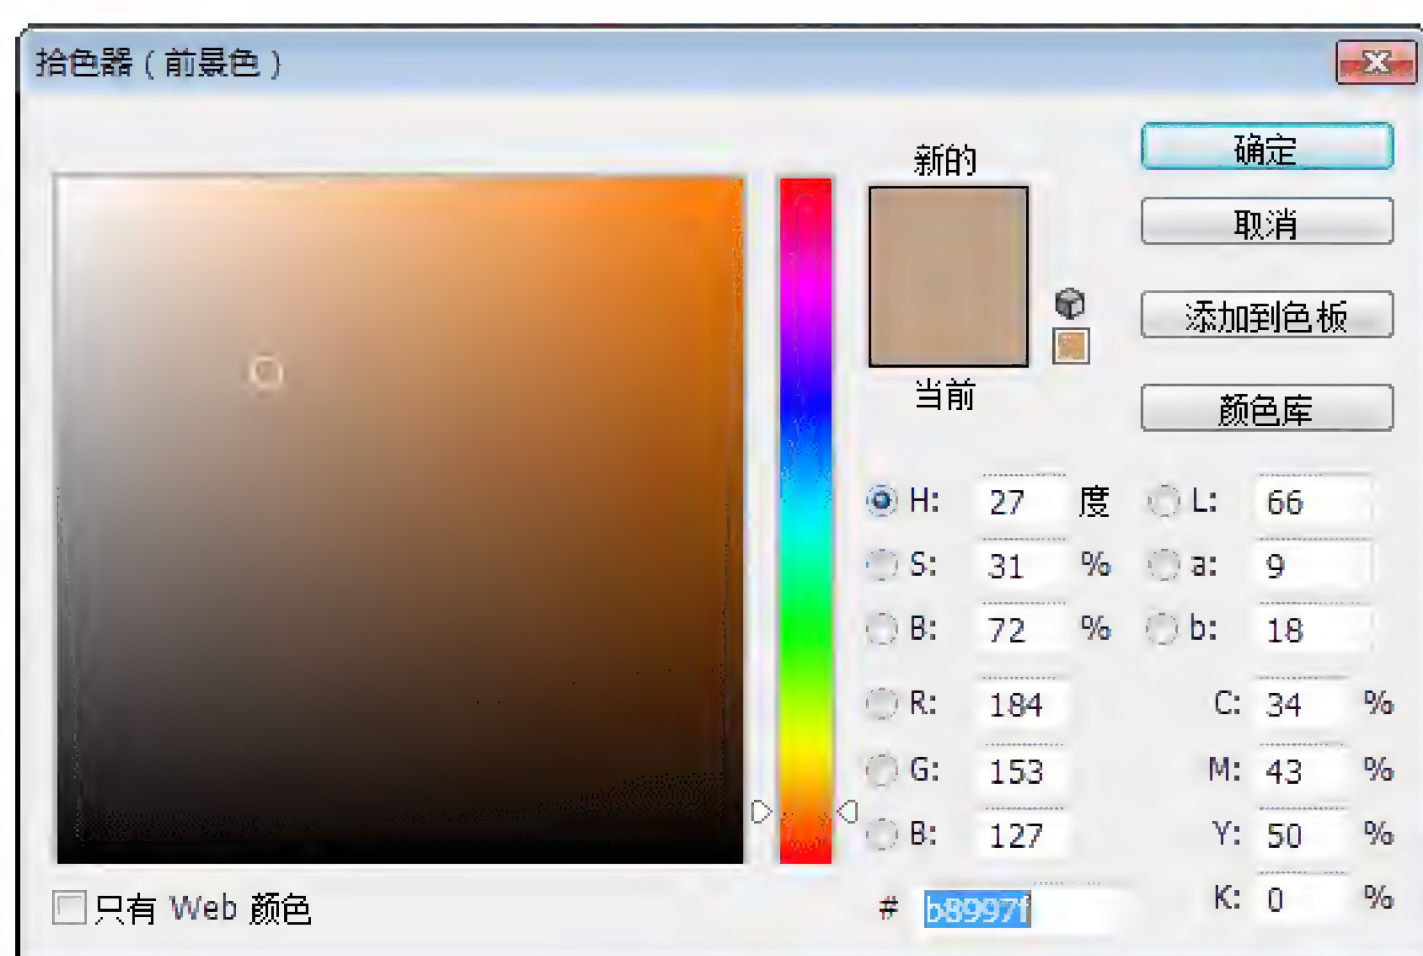 拾色器（前景色）
新的
当前
确定
取消
添加到色板
颜色库
H: 27 度 L: 66
S: 31 % a: 9
B: 72 % b: 18
R: 184 C: 34 %
G: 153 M: 43 %
B: 127 Y: 50 %
# b8997f K: 0 %
只有 Web 颜色